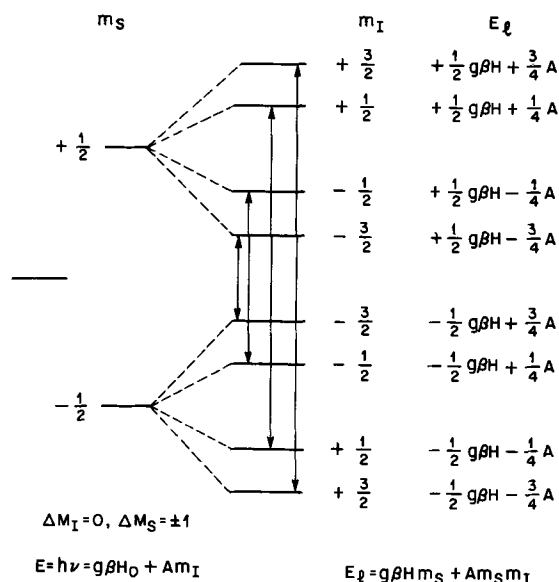 m_S m_I E_ℓ
+ 3/2 + 1/2 gβH + 3/4 A
+ 1/2 + 1/2 gβH + 1/4 A
+ 1/2
- 1/2 + 1/2 gβH - 1/4 A
- 3/2 + 1/2 gβH - 3/4 A
- 3/2 - 1/2 gβH + 3/4 A
- 1/2 - 1/2 gβH + 1/4 A
- 1/2
+ 1/2 - 1/2 gβH - 1/4 A
+ 3/2 - 1/2 gβH - 3/4 A
ΔM_I=0, ΔM_S=±1
E=hν=gβH_0 + Am_I E_ℓ=gβHm_S + Am_Sm_I